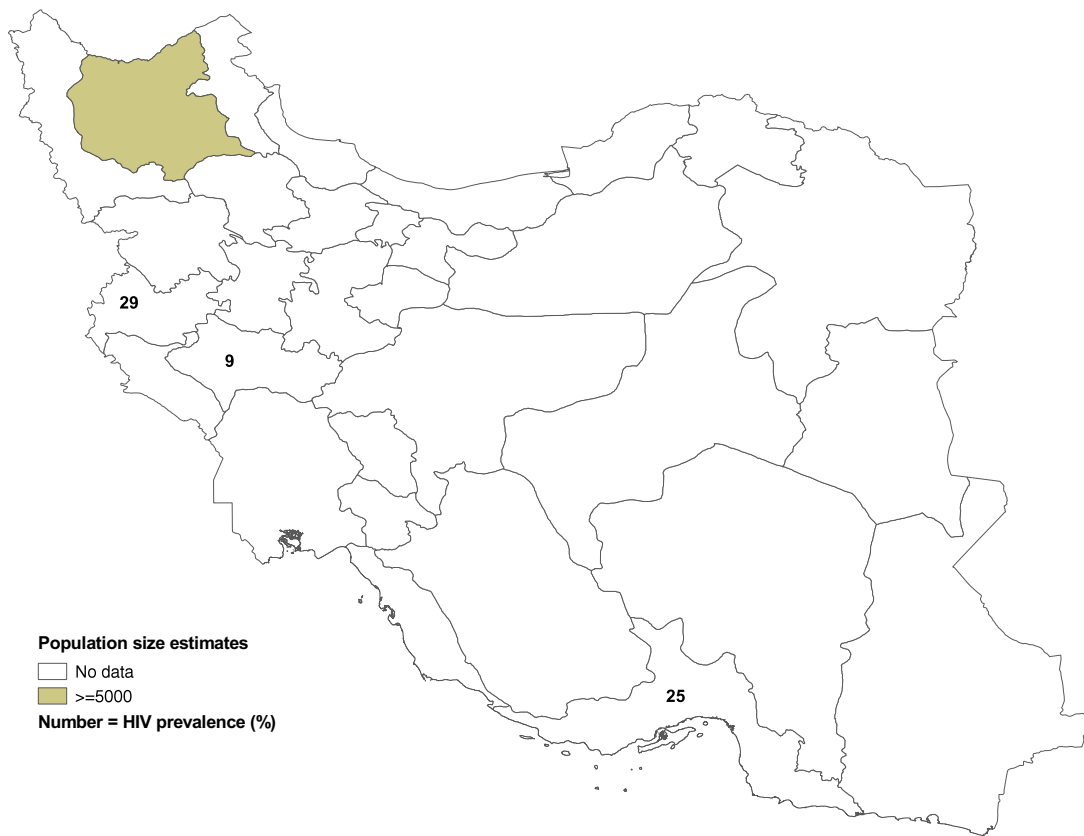 29
9
25
Population size estimates
No data
>=5000
Number = HIV prevalence (%)